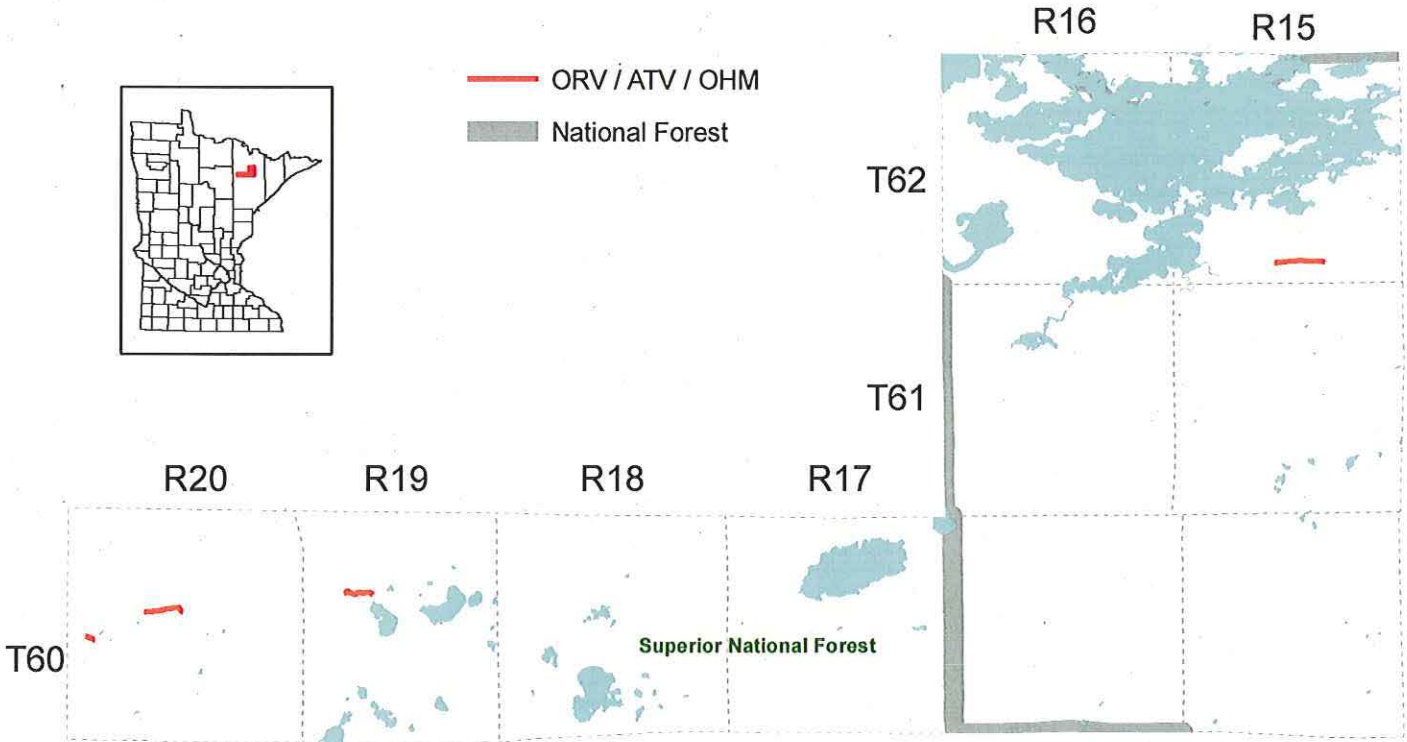 R16
R15
ORV / ATV / OHM
National Forest
T62
T61
R20
R19
R18
R17
T60
Superior National Forest